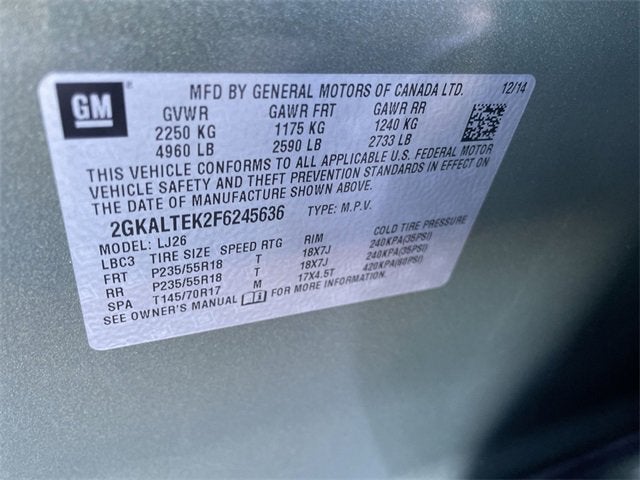 GM
MFD BY GENERAL MOTORS OF CANADA LTD. 12/14
GVWR GAWR FRT GAWR RR
2250 KG 1175 KG 1240 KG
4960 LB 2590 LB 2733 LB
THIS VEHICLE CONFORMS TO ALL APPLICABLE U.S. FEDERAL MOTOR
VEHICLE SAFETY AND THEFT PREVENTION STANDARDS IN EFFECT ON
THE DATE OF MANUFACTURE SHOWN ABOVE.
2GKALTEK2F6245636 TYPE: M.P.V.
MODEL: LJ26
LBC3 TIRE SIZE SPEED RTG RIM COLD TIRE PRESSURE
FRT P235/55R18 T 18X7J 240KPA(35PSI)
RR P235/55R18 T 18X7J 240KPA(35PSI)
SPA T145/70R17 M 17X4.5T 420KPA(60PSI)
SEE OWNER'S MANUAL FOR MORE INFORMATION.